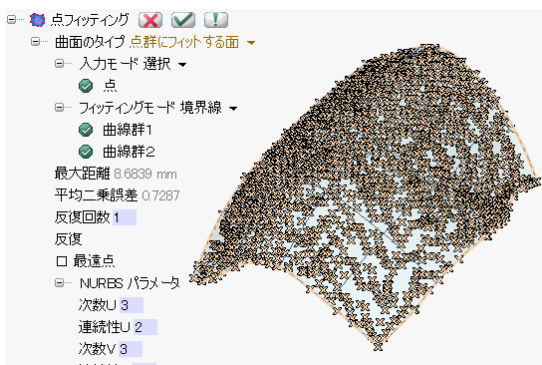 点フィッティング
曲面のタイプ 点群にフィットする面
入力モード 選択
点
フィッティングモード 境界線
曲線群1
曲線群2
最大距離 8.6839 mm
平均二乗誤差 0.7287
反復回数 1
反復
最遠点
NURBS パラメータ
次数U 3
連続性U 2
次数V 3